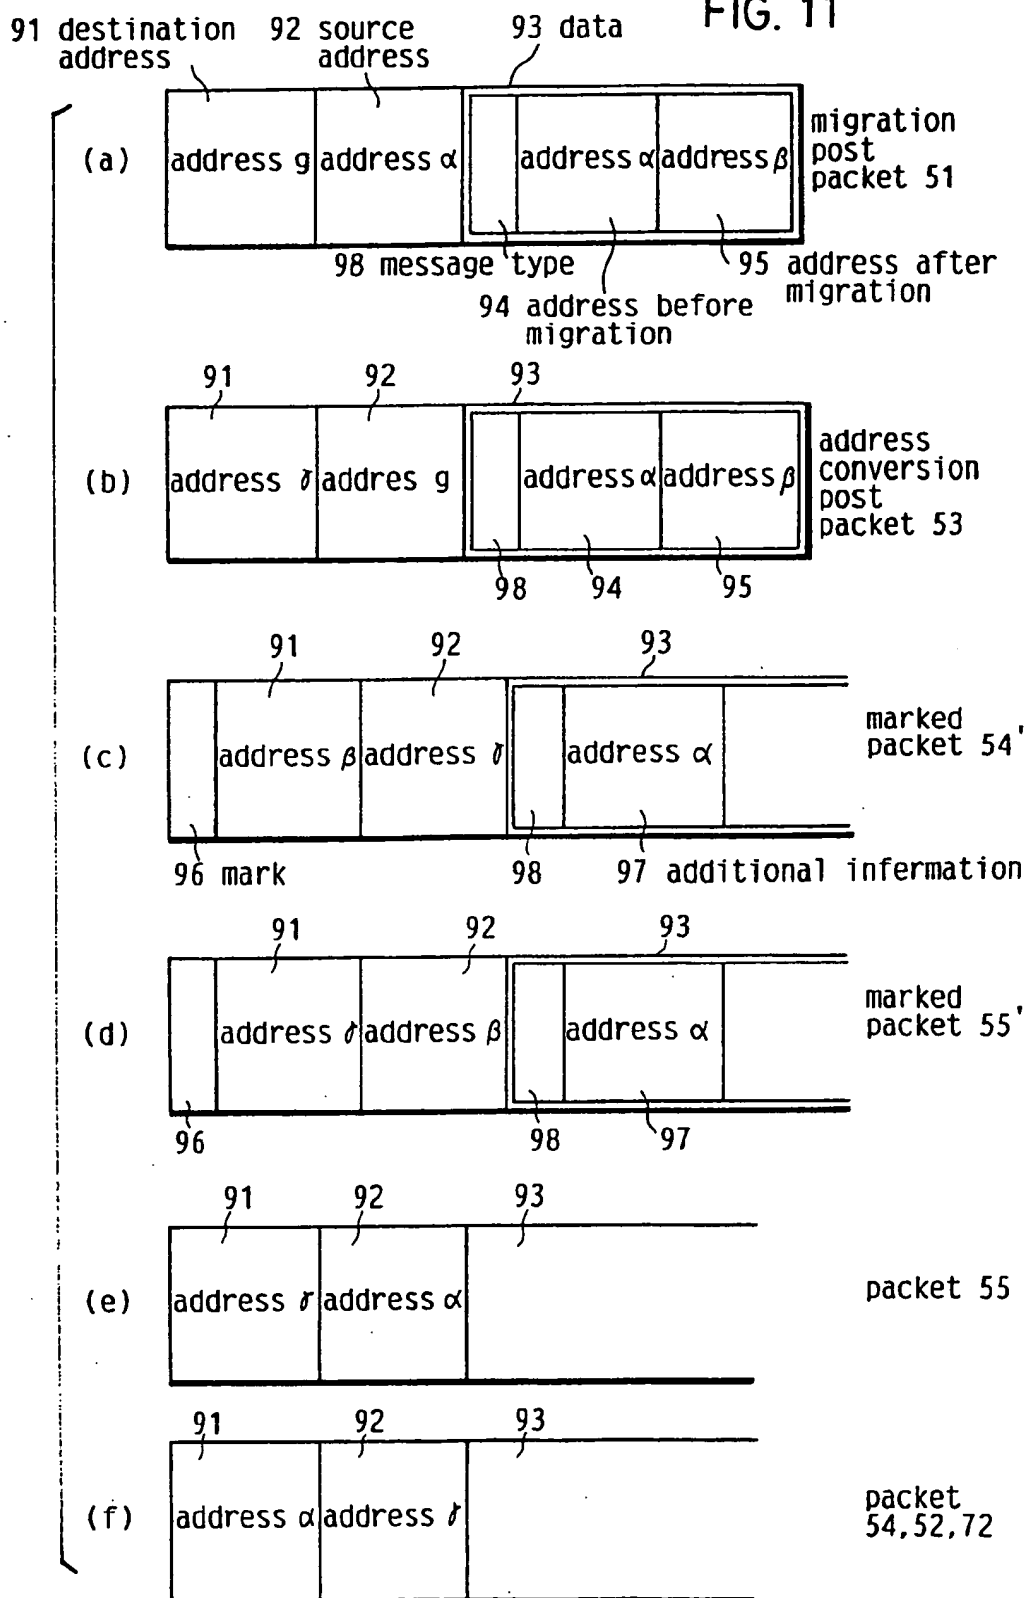 FIG. 11
91 destination address
92 source address
93 data
(a)
address g
address α
address α
address β
migration post packet 51
98 message type
94 address before migration
95 address after migration
91
92
93
(b)
address γ
addres g
address α
address β
address conversion post packet 53
98
94
95
91
92
93
(c)
address β
address γ
address α
marked packet 54'
96 mark
98
97 additional infermation
91
92
93
(d)
address γ
address β
address α
marked packet 55'
96
98
97
91
92
93
(e)
address γ
address α
packet 55
91
92
93
(f)
address α
address γ
packet 54,52,72